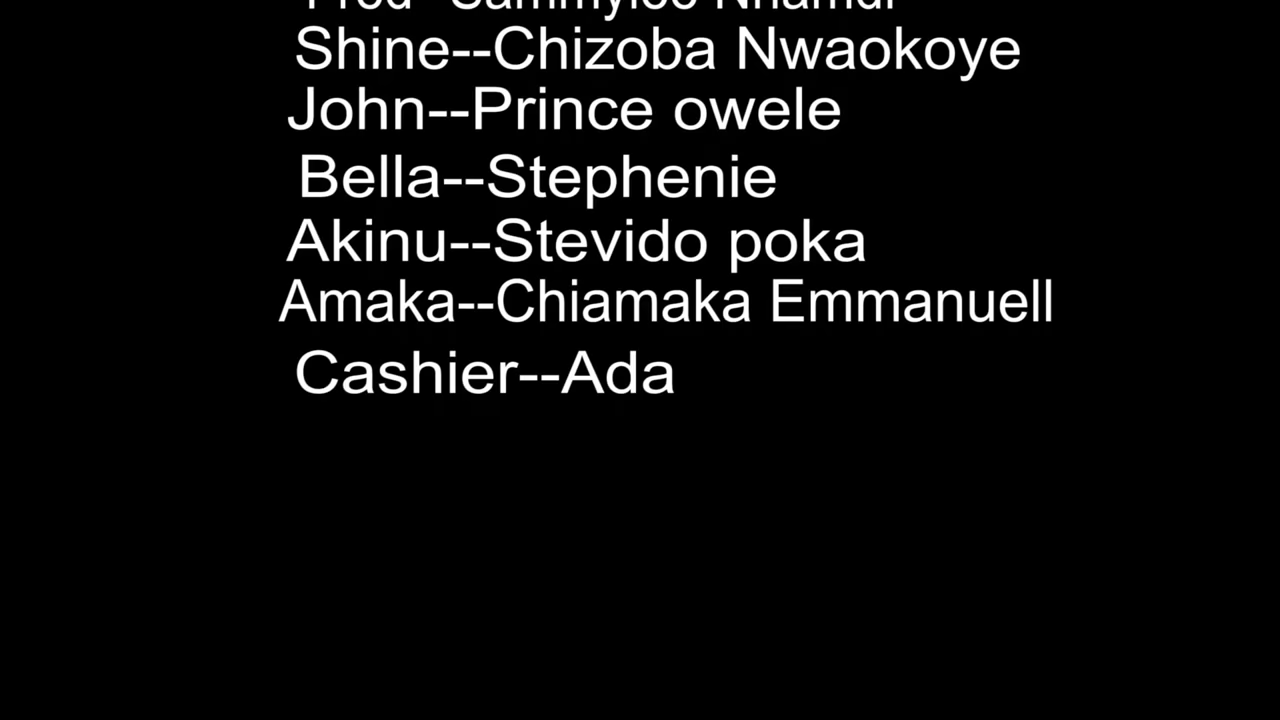 Shine--Chizoba Nwaokoye
John--Prince owele
Bella--Stephenie
Akinu--Stevido poka
Amaka--Chiamaka Emmanuell
Cashier--Ada